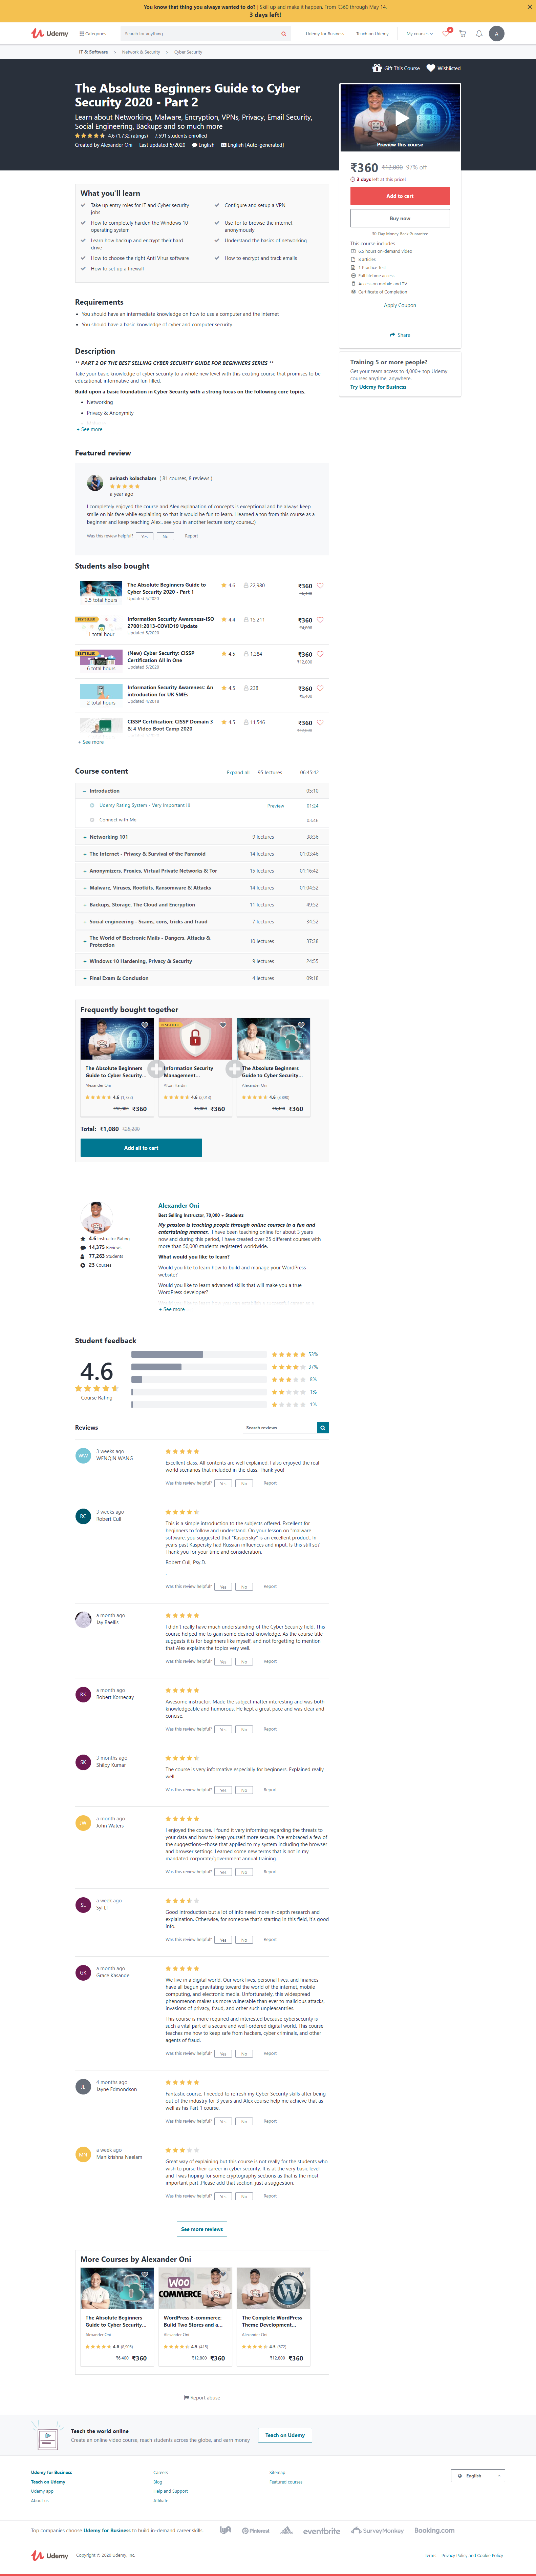 You know that thing you always wanted to do? | Skill up and make it happen. From ₹360 through May 14.
3 days left!
Udemy
Categories
Search for anything
Udemy for Business
Teach on Udemy
My courses
A
IT & Software
Network & Security
Cyber Security
Gift This Course
Wishlisted
The Absolute Beginners Guide to Cyber
Security 2020 - Part 2
Learn about Networking, Malware, Encryption, VPNs, Privacy, Email Security,
Social Engineering, Backups and so much more
4.6 (1,732 ratings) 7,591 students enrolled
Created by Alexander Oni Last updated 5/2020 English English [Auto-generated]
Preview this course
₹360 ₹12,800 97% off
3 days left at this price!
Add to cart
Buy now
30-Day Money-Back Guarantee
This course includes
6.5 hours on-demand video
9 articles
1 Practice Test
Full lifetime access
Access on mobile and TV
Certificate of Completion
Apply Coupon
Share
Training 5 or more people?
Get your team access to 4,000+ top Udemy
courses anytime, anywhere.
Try Udemy for Business
What you'll learn
Take up entry roles for IT and Cyber security
jobs
How to completely harden the Windows 10
operating system
Learn how backup and encrypt their hard
drive
How to choose the right Anti Virus software
How to set up a firewall
Configure and setup a VPN
Use Tor to browse the internet
anonymously
Understand the basics of networking
How to encrypt and emails
Requirements
You should have an intermediate knowledge on how to use a computer and the internet
You should have a basic knowledge of cyber and computer security
Description
** PART 2 OF THE BEST SELLING CYBER SECURITY GUIDE FOR BEGINNERS SERIES **
Take your basic knowledge of cyber security to a whole new level with this exciting course that promises to be
educational, informative and fun filled.
Build upon a basic foundation in Cyber Security with a strong focus on the following core topics.
Networking
Privacy & Anonymity
+ See more
Featured review
avinash kolachalam ( 81 courses, 8 reviews )
a year ago
I completely enjoyed the course and Alex explanation of concepts is exceptional and he always keep
smile on his face while explaining so that it would be fun to learn. I learned a ton from this course as a
beginner and keep teaching Alex.. see you in another lecture sorry course..;)
Was this review helpful? Yes No Report
Students also bought
3.5 total hours
The Absolute Beginners Guide to
Cyber Security 2020 - Part 1
Updated 5/2020
4.6 22,980 ₹360
BESTSELLER
1 total hour
Information Security Awareness-ISO
27001:2013-COVID19 Update
Updated 5/2020
4.4 15,211 ₹360
BESTSELLER
6 total hours
(New) Cyber Security: CISSP
Certification All in One
Updated 5/2020
4.5 1,384 ₹360
2 total hours
Information Security Awareness: An
introduction for UK SMEs
Updated 4/2019
4.5 238 ₹360
CISSP Certification: CISSP Domain 3
& 4 Video Boot Camp 2020
4.5 11,546 ₹360
+ See more
Course content
Expand all 95 lectures 06:45:42
Introduction 05:10
Udemy Rating System - Very Important !!! Preview 01:24
Connect with Me 03:46
Networking 101 9 lectures 38:36
The Internet - Privacy & Survival of the Paranoid 14 lectures 01:03:46
Anonymizers, Proxies, Virtual Private Networks & Tor 15 lectures 01:16:42
Malware, Viruses, Rootkits, Ransomware & Attacks 14 lectures 01:04:52
Backups, Storage, The Cloud and Encryption 11 lectures 49:52
Social engineering - Scams, cons, tricks and fraud 7 lectures 34:52
The World of Electronic Mails - Dangers, Attacks &
Protection 10 lectures 37:38
Windows 10 Hardening, Privacy & Security 9 lectures 24:55
Final Exam & Conclusion 4 lectures 09:18
Frequently bought together
The Absolute Beginners
Guide to Cyber Security...
Alexander Oni
4.6 (1,732)
₹12,800 ₹360
BESTSELLER
Information Security
Management...
Alton Hardin
4.6 (2,013)
₹360
The Absolute Beginners
Guide to Cyber Security...
Alexander Oni
4.6
₹360
Total: ₹1,080
Add all to cart
Alexander Oni
Best Selling Instructor, 70,000 + Students
4.6 Instructor Rating
14,375 Reviews
77,263 Students
23 Courses
My passion is teaching people through online courses in a fun and
entertaining manner. I have been teaching online for about 3 years
now and during this period, I have created over 25 different courses with
more than 50,000 students registered worldwide.
What would you like to learn?
Would you like to learn how to build and manage your WordPress
website?
Would you like to learn advanced skills that will make you a true
WordPress developer?
+ See more
Student feedback
4.6
Course Rating
53%
37%
8%
1%
1%
Reviews
Search reviews
WW
3 weeks ago
WENQIN WANG
Excellent class. All contents are well explained. I also enjoyed the real
world scenarios that included in the class. Thank you!
Was this review helpful? Yes No Report
RC
3 weeks ago
Robert Cull
This is a simple introduction to the subjects offered. Excellent for
beginners to follow and understand. On your lesson on "malware
software, you suggested that "Kaspersky" is an excellent product. In
years past Kaspersky had Russian influences and input. Is this still so?
Thank you for your time and consideration.
Robert Cull, Psy.D.
.
Was this review helpful? Yes No Report
a month ago
Jay Baellis
I didn't really have much understanding of the Cyber Security field. This
course helped me to gain some desired knowledge. As the course title
suggests it is for beginners like myself, and not forgetting to mention
that Alex explains the topics very well.
Was this review helpful? Yes No Report
RK
a month ago
Robert Kornegay
Awesome instructor. Made the subject matter interesting and was both
knowledgeable and humorous. He kept a great pace and was clear and
concise.
Was this review helpful? Yes No Report
SK
3 months ago
Shilpy Kumar
The course is very informative especially for beginners. Explained really
well.
Was this review helpful? Yes No Report
JW
a month ago
John Waters
I enjoyed the course. I found it very informing regarding the threats to
your data and how to keep yourself more secure. I've embraced a few of
the suggestions--those that applied to my system including the browser
and browser settings. Learned some new terms that is not in my
mandated corporate/government annual training.
Was this review helpful? Yes No Report
SL
a week ago
Syl Lf
Good introduction but a lot of info need more in-depth research and
explaination. Othenvise, for someone that's starting in this field, it's good
info.
Was this review helpful? Yes No Report
GK
a month ago
Grace Kasande
We live in a digital world. Our work lives, personal lives, and finances
have all begun gravitating toward the world of the internet, mobile
computing, and electronic media. Unfortunately, this widespread
phenomenon makes us more vulnerable than ever to malicious attacks,
invasions of privacy, fraud, and other such unpleasantries.
This course is more required and interested because cybersecurity is
such a vital part of a secure and well-ordered digital world. This course
teaches me how to keep safe from hackers, cyber criminals, and other
agents of fraud.
Was this review helpful? Yes No Report
JE
4 months ago
Jayne Edmondson
Fantastic course, I needed to refresh my Cyber Security skills after being
out of the industry for 3 years and Alex course help me achieve that as
well as his Part 1 course.
Was this review helpful? Yes No Report
MN
a week ago
Manikrishna Neelam
Great way of explaining but this course is not really for the students who
wish to purse their career in cyber security. It is at the very basic level
and I was hoping for some cryptography sections as that is the most
important part .Please add that section, just a suggestion.
Was this review helpful? Yes No Report
See more reviews
More Courses by Alexander Oni
The Absolute Beginners
Guide to Cyber Security...
Alexander Oni
4.6
₹360
WOO
COMMERCE
WordPress E-commerce:
Build Two Stores and a...
Alexander Oni
4.5 (415)
₹12,800 ₹360
The Complete WordPress
Theme Development...
Alexander Oni
4.5 (872)
₹12,800 ₹360
Report abuse
Teach the world online
Create an online video course, reach students across the globe, and earn money
Teach on Udemy
Udemy for Business
Teach on Udemy
Udemy app
About us
Careers
Blog
Help and Support
Affiliate
Sitemap
Featured courses
English
Top companies choose Udemy for Business to build in-demand career skills.
lyft
Pinterest
eventbrite
SurveyMonkey
Booking.com
Udemy
Copyright © 2020 Udemy, Inc.
Terms Privacy Policy and Cookie Policy